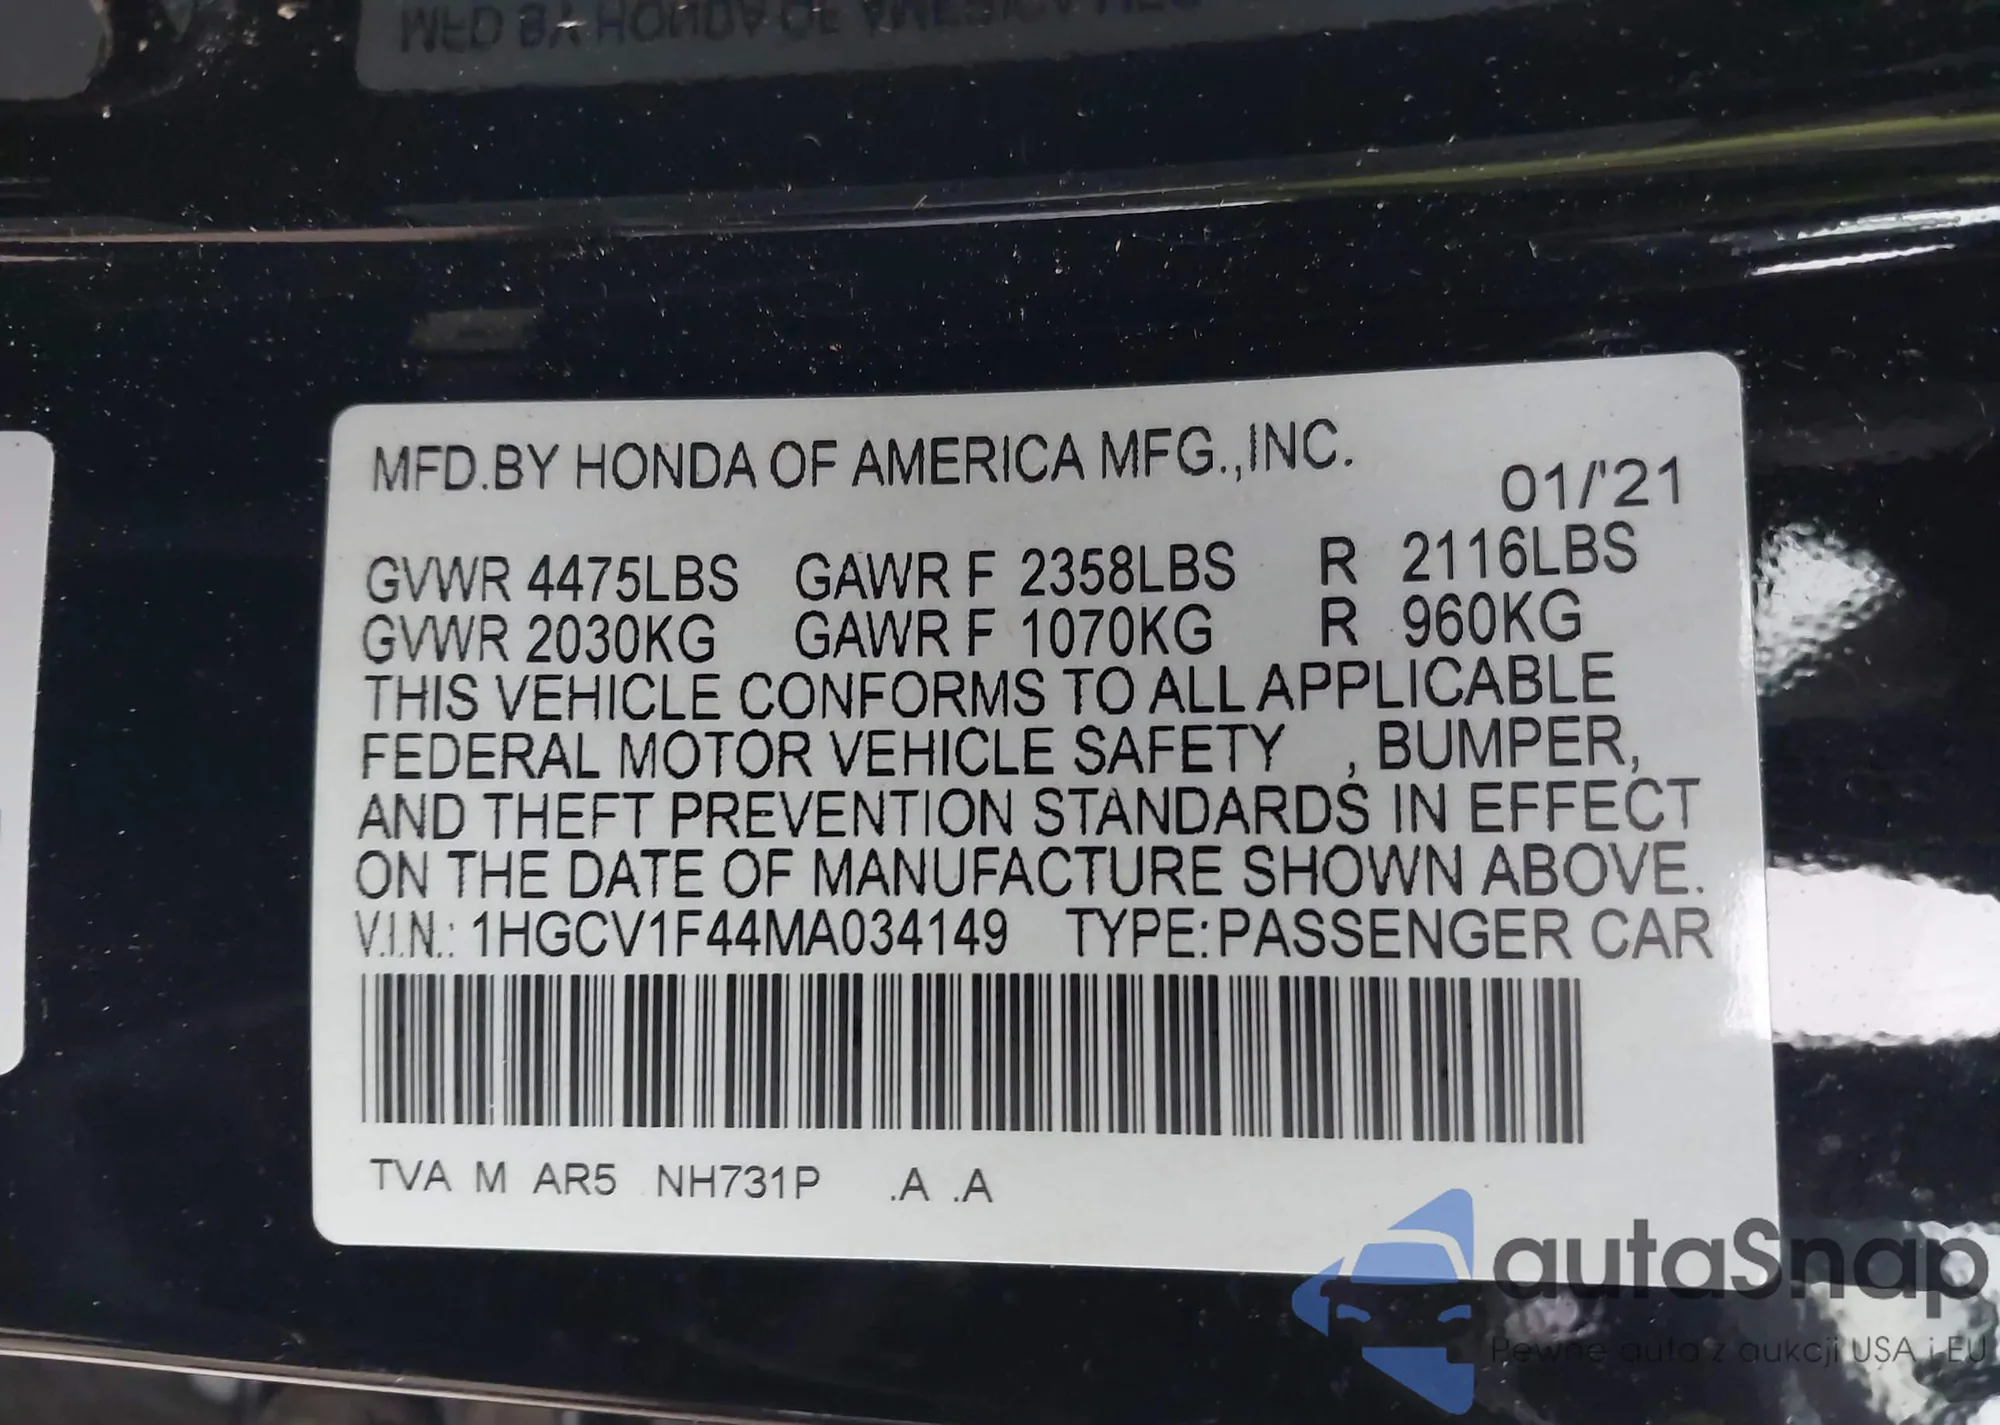 MFD.BY HONDA OF AMERICA MFG.,INC.
01/'21
GVWR 4475LBS GAWR F 2358LBS R 2116LBS
GVWR 2030KG GAWR F 1070KG R 960KG
THIS VEHICLE CONFORMS TO ALL APPLICABLE
FEDERAL MOTOR VEHICLE SAFETY , BUMPER,
AND THEFT PREVENTION STANDARDS IN EFFECT
ON THE DATE OF MANUFACTURE SHOWN ABOVE.
V.I.N.: 1HGCV1F44MA034149 TYPE:PASSENGER CAR
TVA M AR5 NH731P .A .A
autaSnap
Pewne auta z aukcji USA i EU